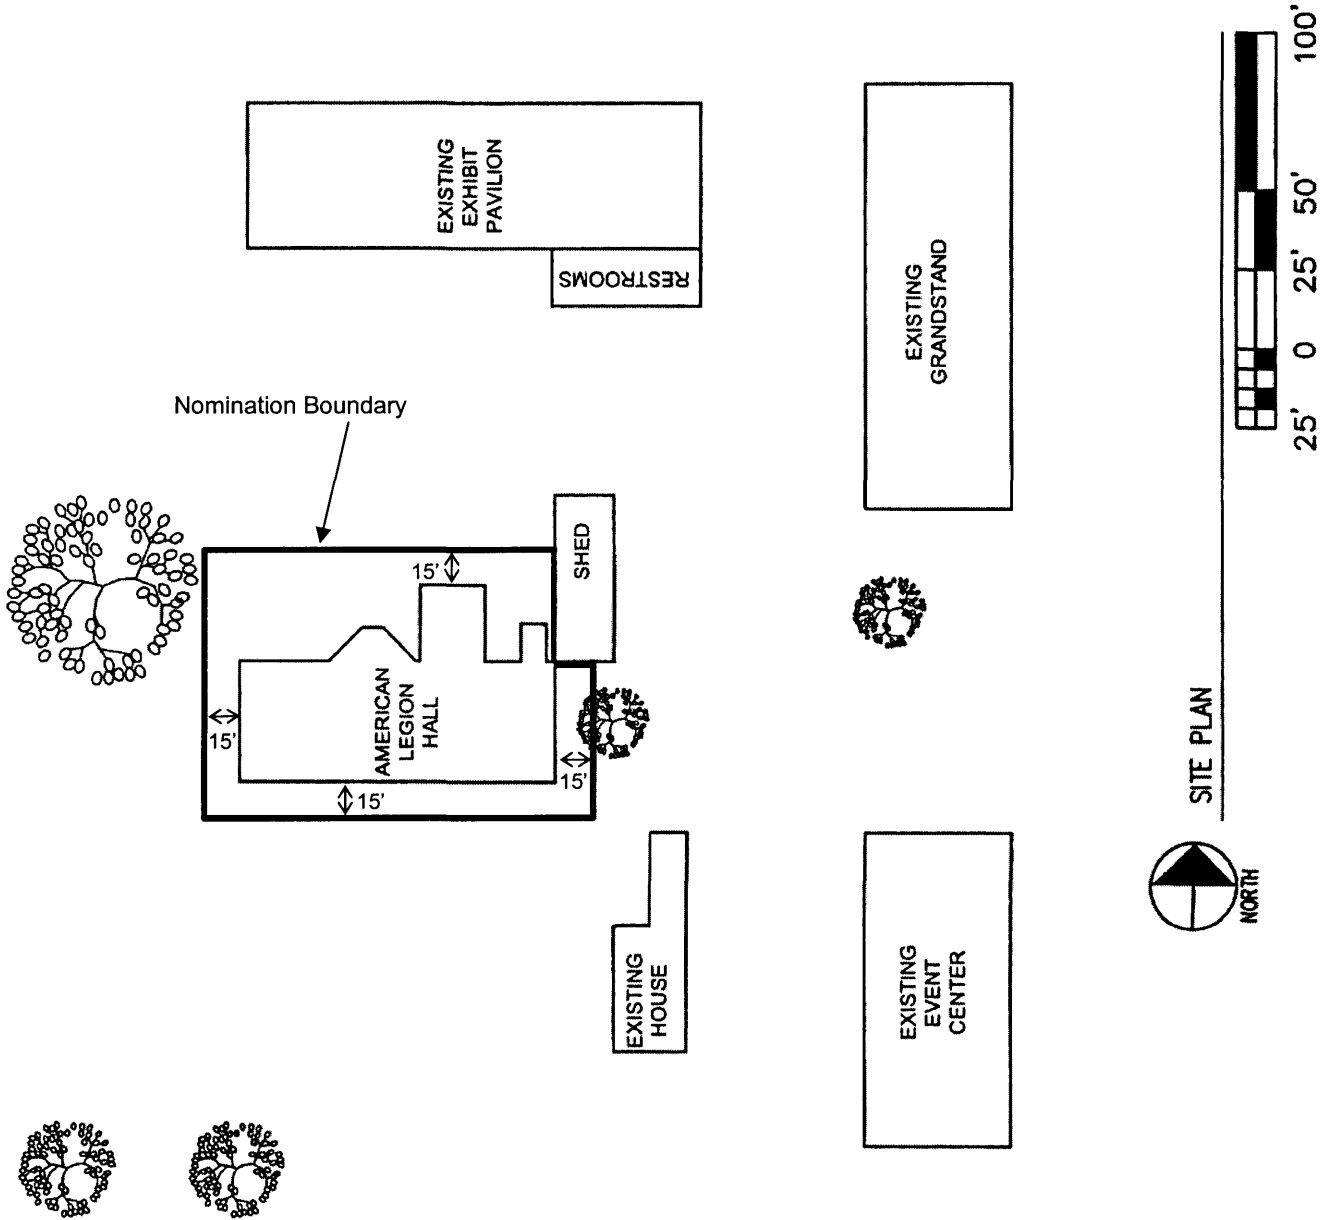 EXISTING
EXHIBIT
PAVILION
RESTROOMS
EXISTING
GRANDSTAND
Nomination Boundary
SHED
15'
AMERICAN
LEGION
HALL
15'
15'
15'
EXISTING
HOUSE
EXISTING
EVENT
CENTER
SITE PLAN
NORTH
25'
0
25'
50'
100'